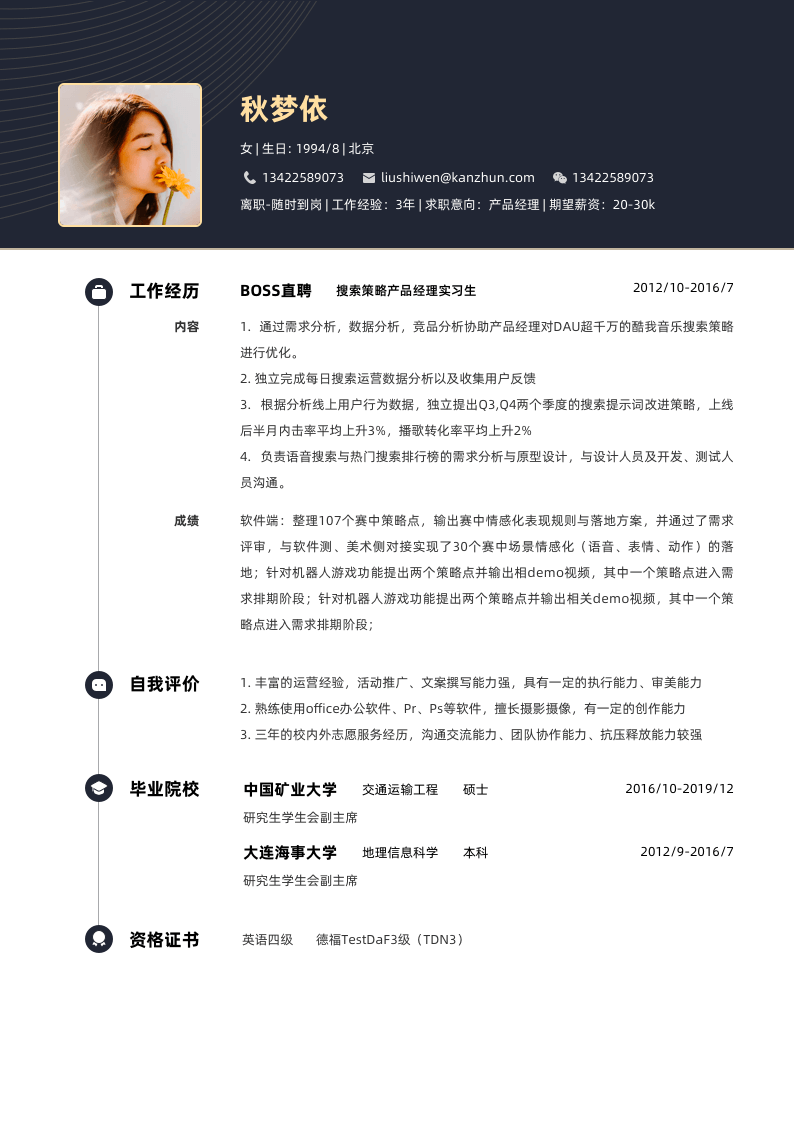 秋梦依
女 | 生日: 1994/8 | 北京
13422589073 liushiwen@kanzhun.com 13422589073
离职-随时到岗 | 工作经验：3年 | 求职意向：产品经理 | 期望薪资：20-30k
工作经历 BOSS直聘 搜索策略产品经理实习生 2012/10-2016/7
内容 1. 通过需求分析，数据分析，竞品分析协助产品经理对DAU超千万的酷我音乐搜索策略
进行优化。
2. 独立完成每日搜索运营数据分析以及收集用户反馈
3. 根据分析线上用户行为数据，独立提出Q3,Q4两个季度的搜索提示词改进策略，上线
后半月内击率平均上升3%，播歌转化率平均上升2%
4. 负责语音搜索与热门搜索排行榜的需求分析与原型设计，与设计人员及开发、测试人
员沟通。
成绩 软件端：整理107个赛中策略点，输出赛中情感化表现规则与落地方案，并通过了需求
评审，与软件测、美术侧对接实现了30个赛中场景情感化（语音、表情、动作）的落
地；针对机器人游戏功能提出两个策略点并输出相demo视频，其中一个策略点进入需
求排期阶段；针对机器人游戏功能提出两个策略点并输出相关demo视频，其中一个策
略点进入需求排期阶段；
自我评价 1. 丰富的运营经验，活动推广、文案撰写能力强，具有一定的执行能力、审美能力
2. 熟练使用office办公软件、Pr、Ps等软件，擅长摄影摄像，有一定的创作能力
3. 三年的校内外志愿服务经历，沟通交流能力、团队协作能力、抗压释放能力较强
毕业院校 中国矿业大学 交通运输工程 硕士 2016/10-2019/12
研究生学生会副主席
大连海事大学 地理信息科学 本科 2012/9-2016/7
研究生学生会副主席
资格证书 英语四级 德福TestDaF3级（TDN3）